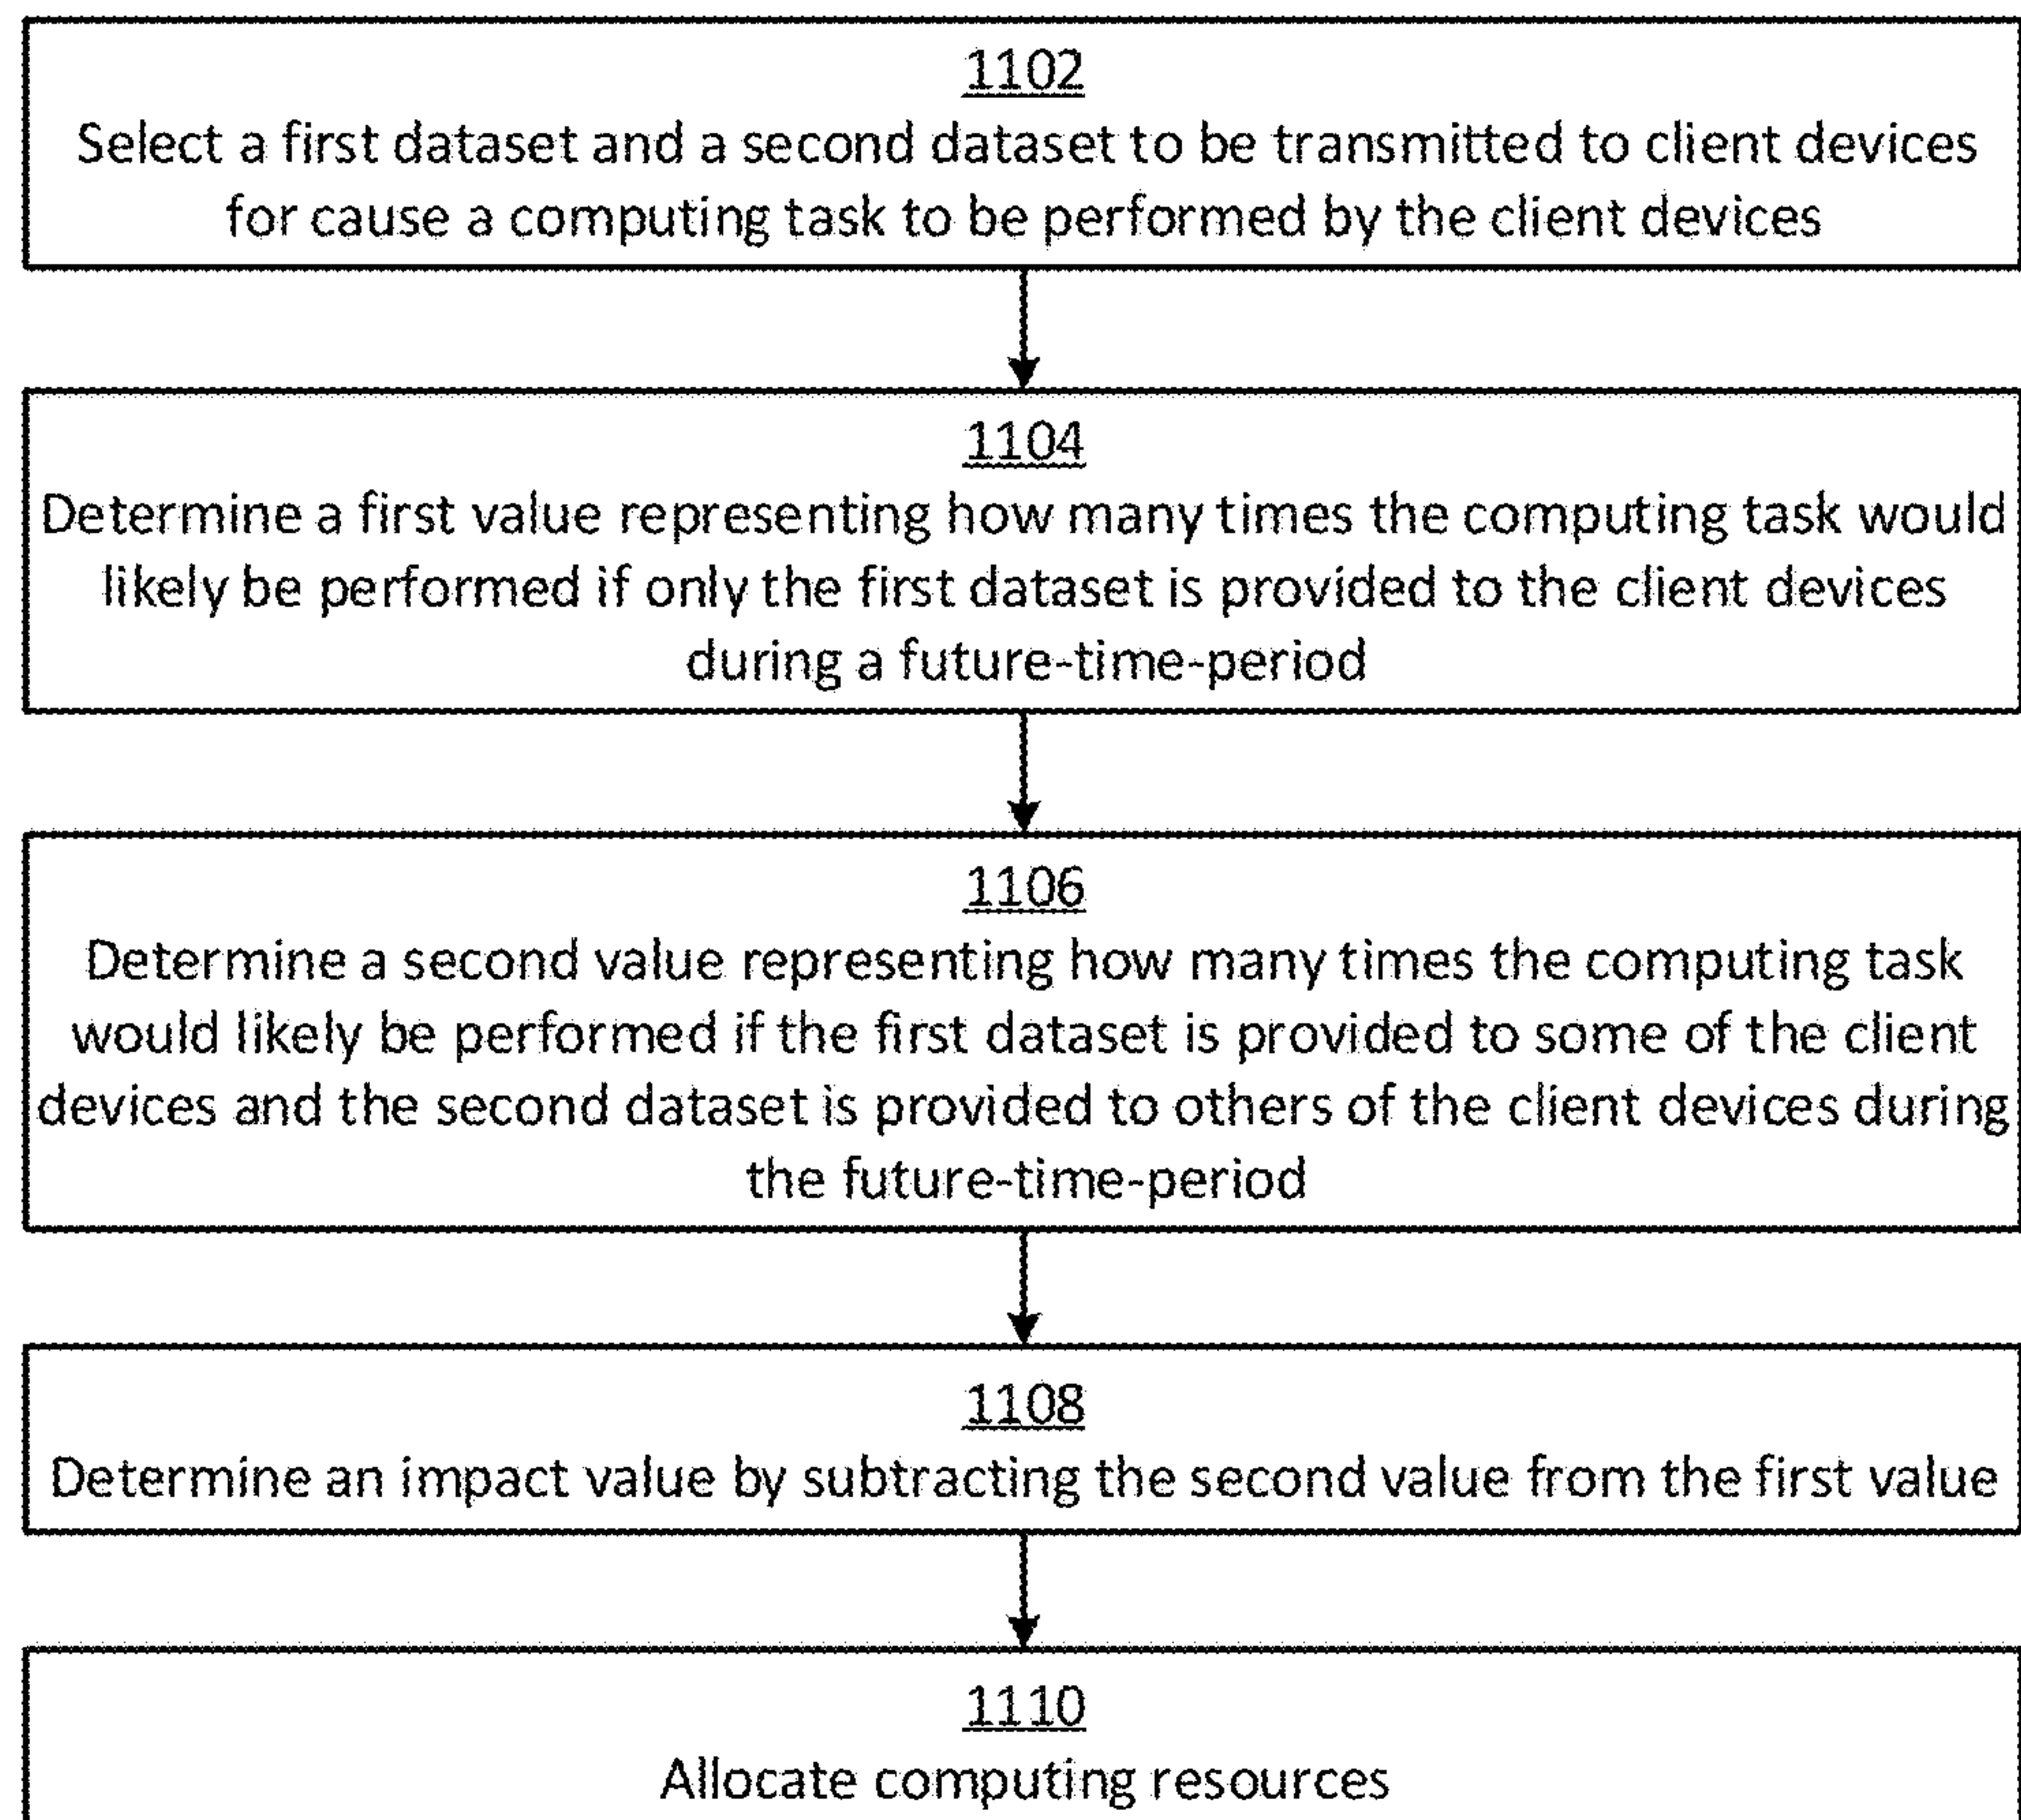 1102
Select a first dataset and a second dataset to be transmitted to client devices
for cause a computing task to be performed by the client devices
1104
Determine a first value representing how many times the computing task would
likely be performed if only the first dataset is provided to the client devices
during a future-time-period
1106
Determine a second value representing how many times the computing task
would likely be performed if the first dataset is provided to some of the client
devices and the second dataset is provided to others of the client devices during
the future-time-period
1108
Determine an impact value by subtracting the second value from the first value
1110
Allocate computing resources